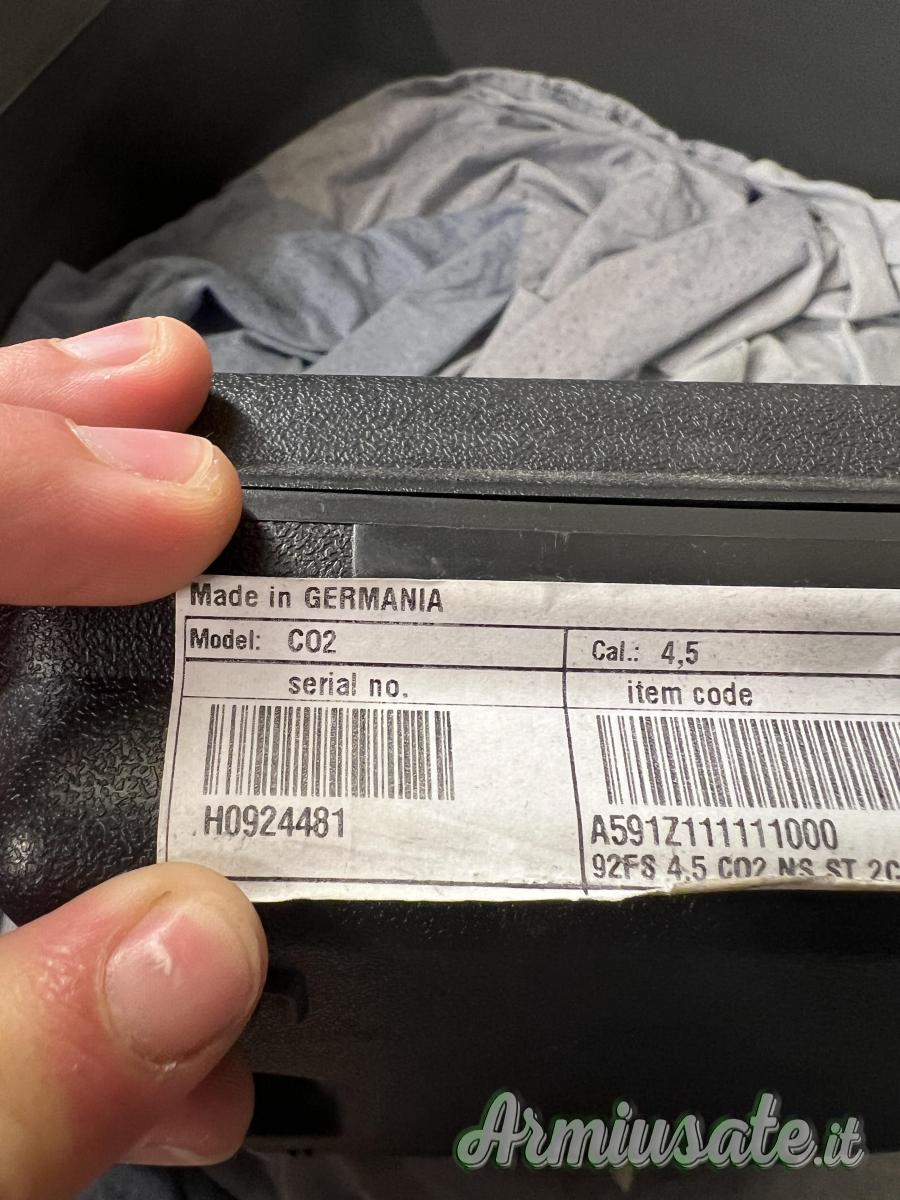 Made in GERMANIA
Model: CO2
Cal.: 4,5
serial no.
item code
H0924481
A591Z111111000
92FS 4,5 CO2 NS ST
Armiusate.it